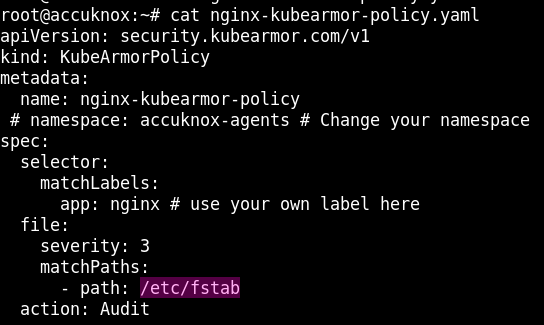 root@accuknox:~# cat nginx-kubearmor-policy.yaml
apiVersion: security.kubearmor.com/v1
kind: KubeArmorPolicy
metadata:
  name: nginx-kubearmor-policy
 # namespace: accuknox-agents # Change your namespace
spec:
  selector:
    matchLabels:
      app: nginx # use your own label here
  file:
    severity: 3
    matchPaths:
      - path: /etc/fstab
  action: Audit